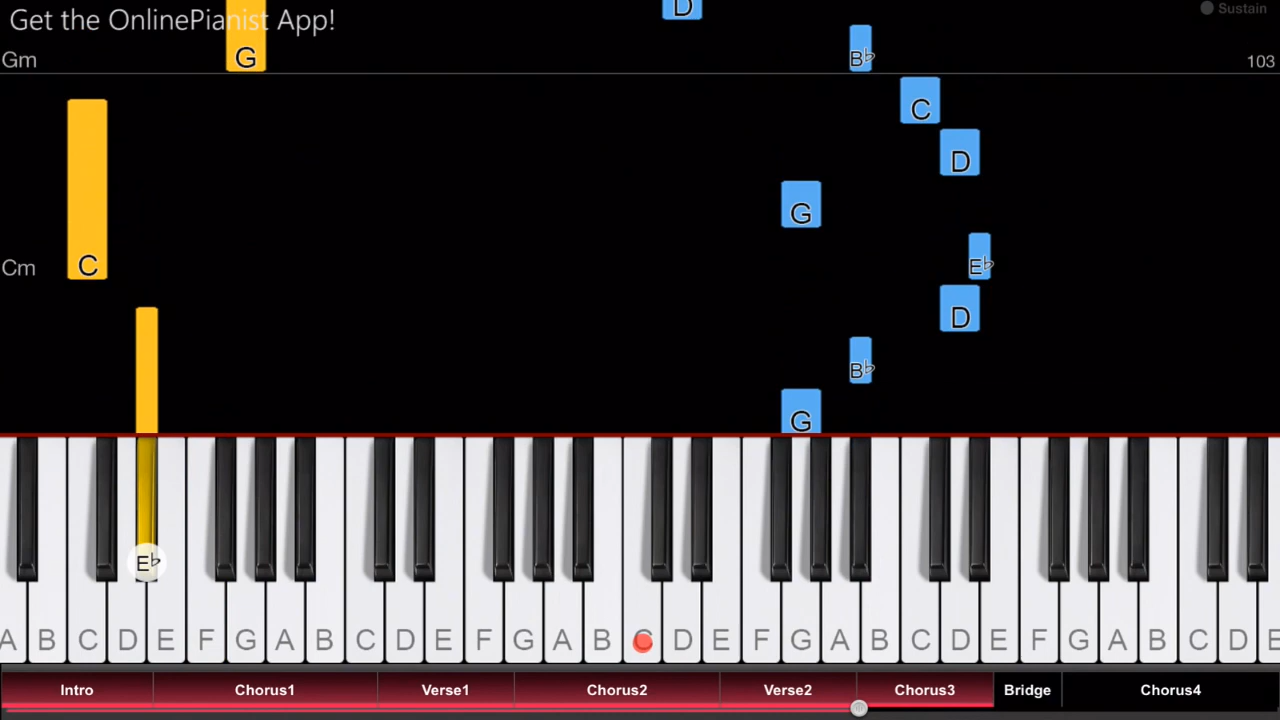 Get the OnlinePianist App!
D
Sustain
Gm
G
B♭
103
C
D
G
Cm
C
E♭
D
B♭
G
E♭
A B C D E F G A B C D E F G A B C D E F G A B C D E F G A B C D E
Intro Chorus1 Verse1 Chorus2 Verse2 Chorus3 Bridge Chorus4